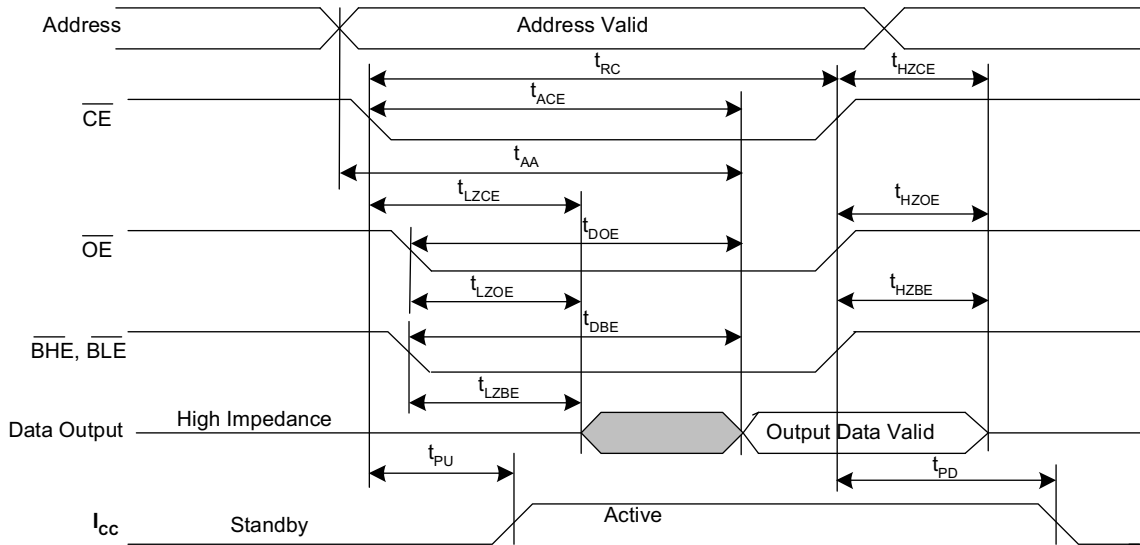 Address
Address Valid
tRC
tHZCE
tACE
CE
tAA
tLZCE
tHZOE
OE
tDOE
tLZOE
tHZBE
tDBE
BHE, BLE
tLZBE
High Impedance
Data Output
Output Data Valid
tPU
tPD
ICC
Standby
Active